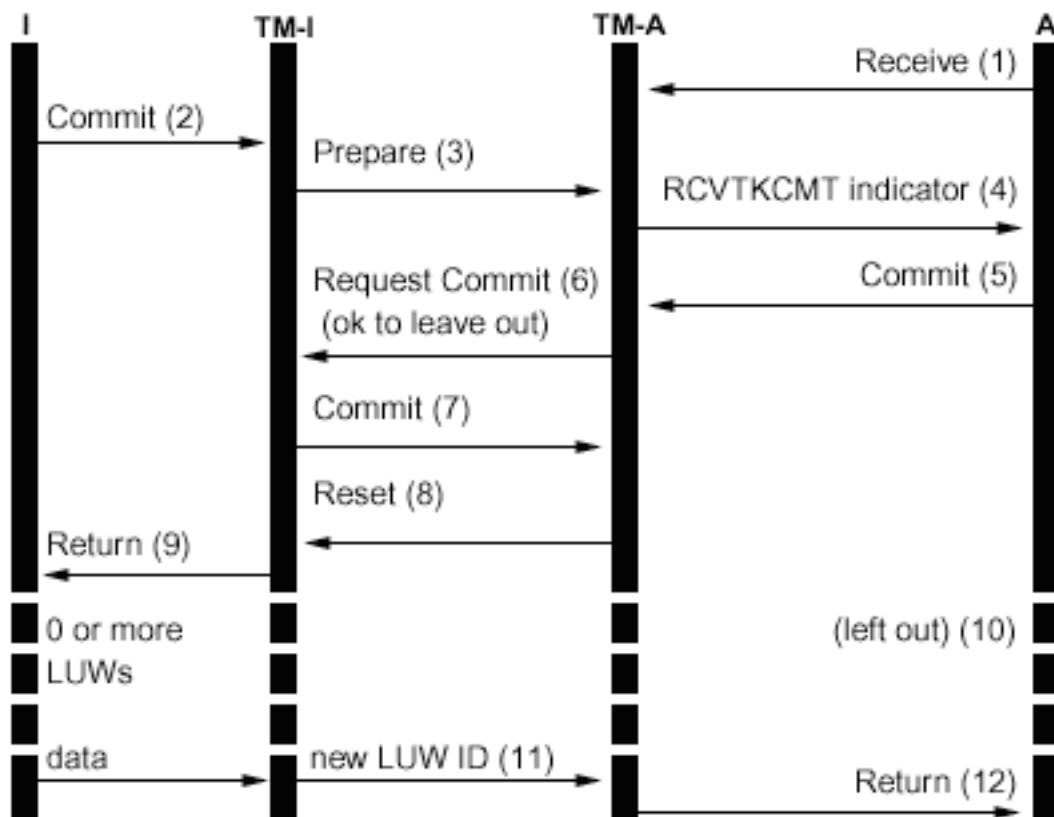 I TM-I TM-A A
Receive (1)
Commit (2)
Prepare (3)
RCVTKCMT indicator (4)
Commit (5)
Request Commit (6)
(ok to leave out)
Commit (7)
Reset (8)
Return (9)
0 or more
LUWs
(left out) (10)
data
new LUW ID (11)
Return (12)